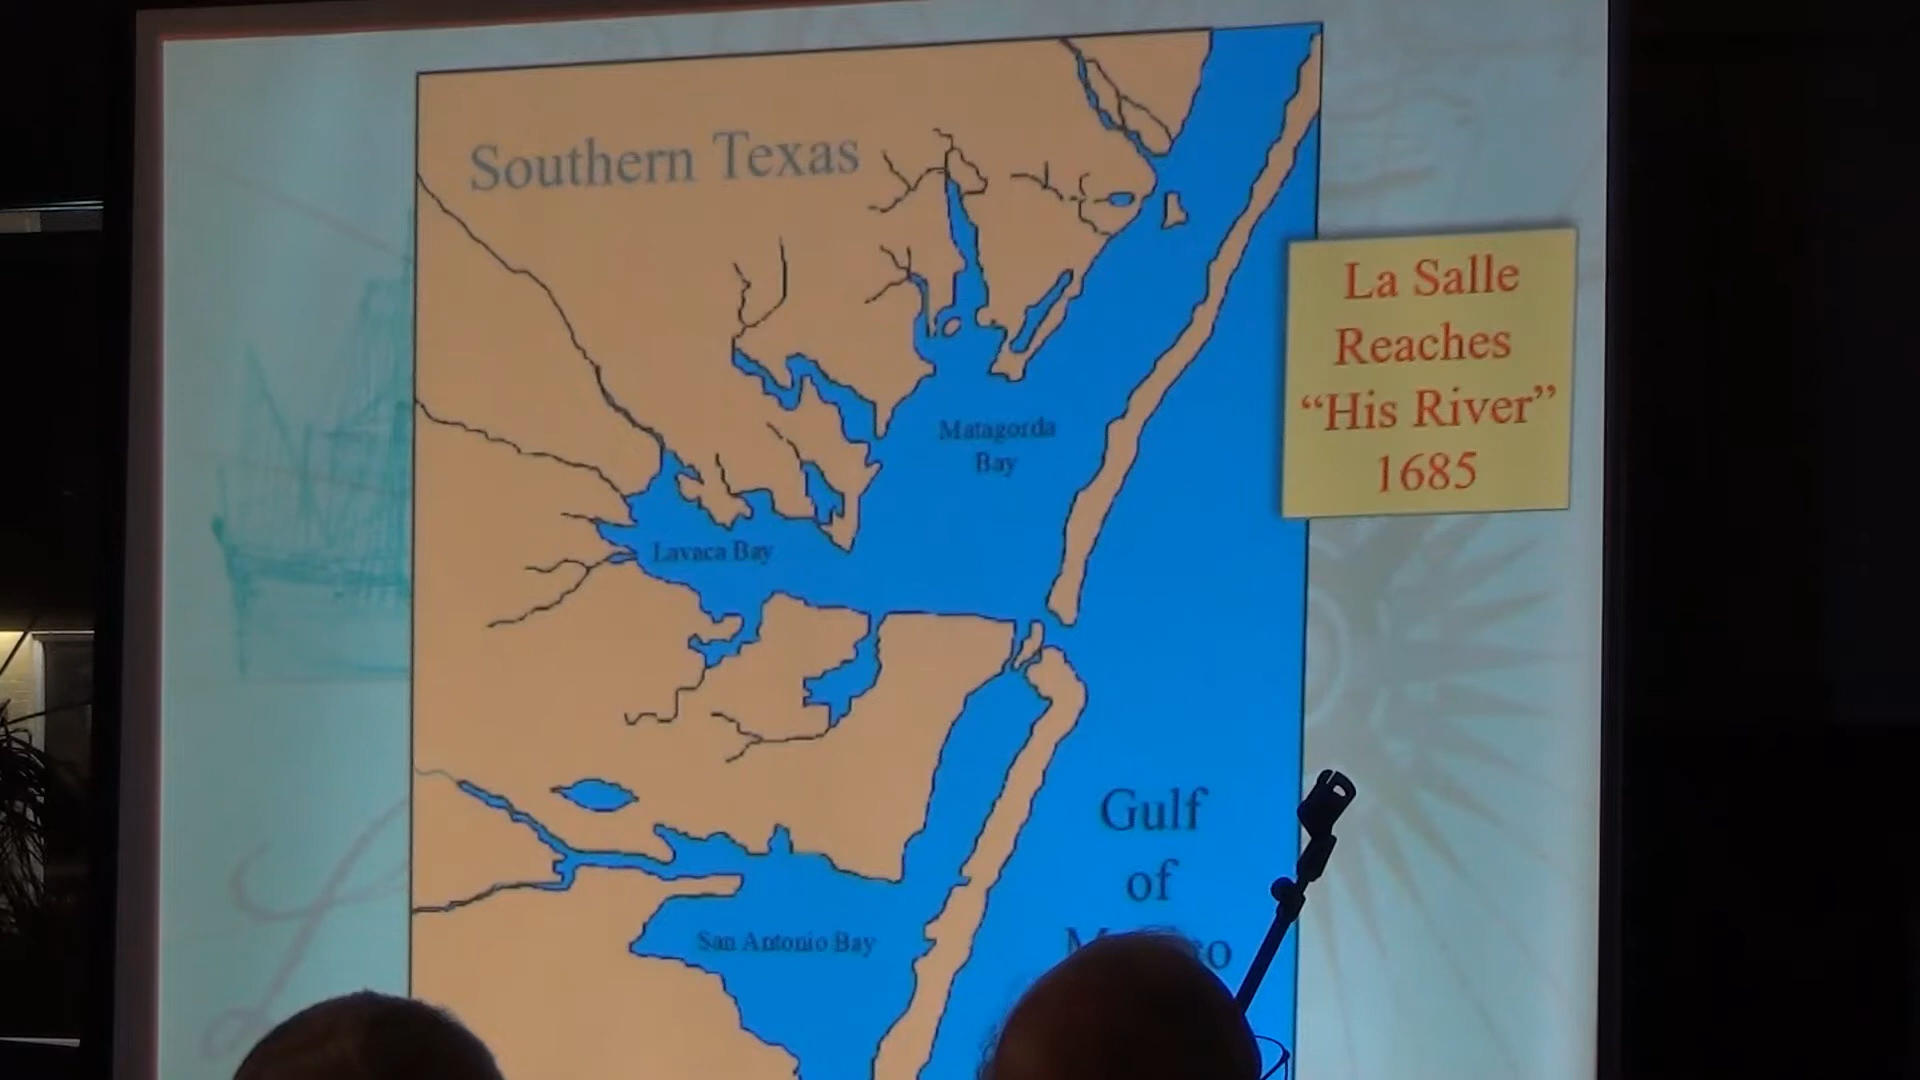 Southern Texas
La Salle
Reaches
“His River”
1685
Matagorda
Bay
Lavaca Bay
Gulf
of
San Antonio Bay